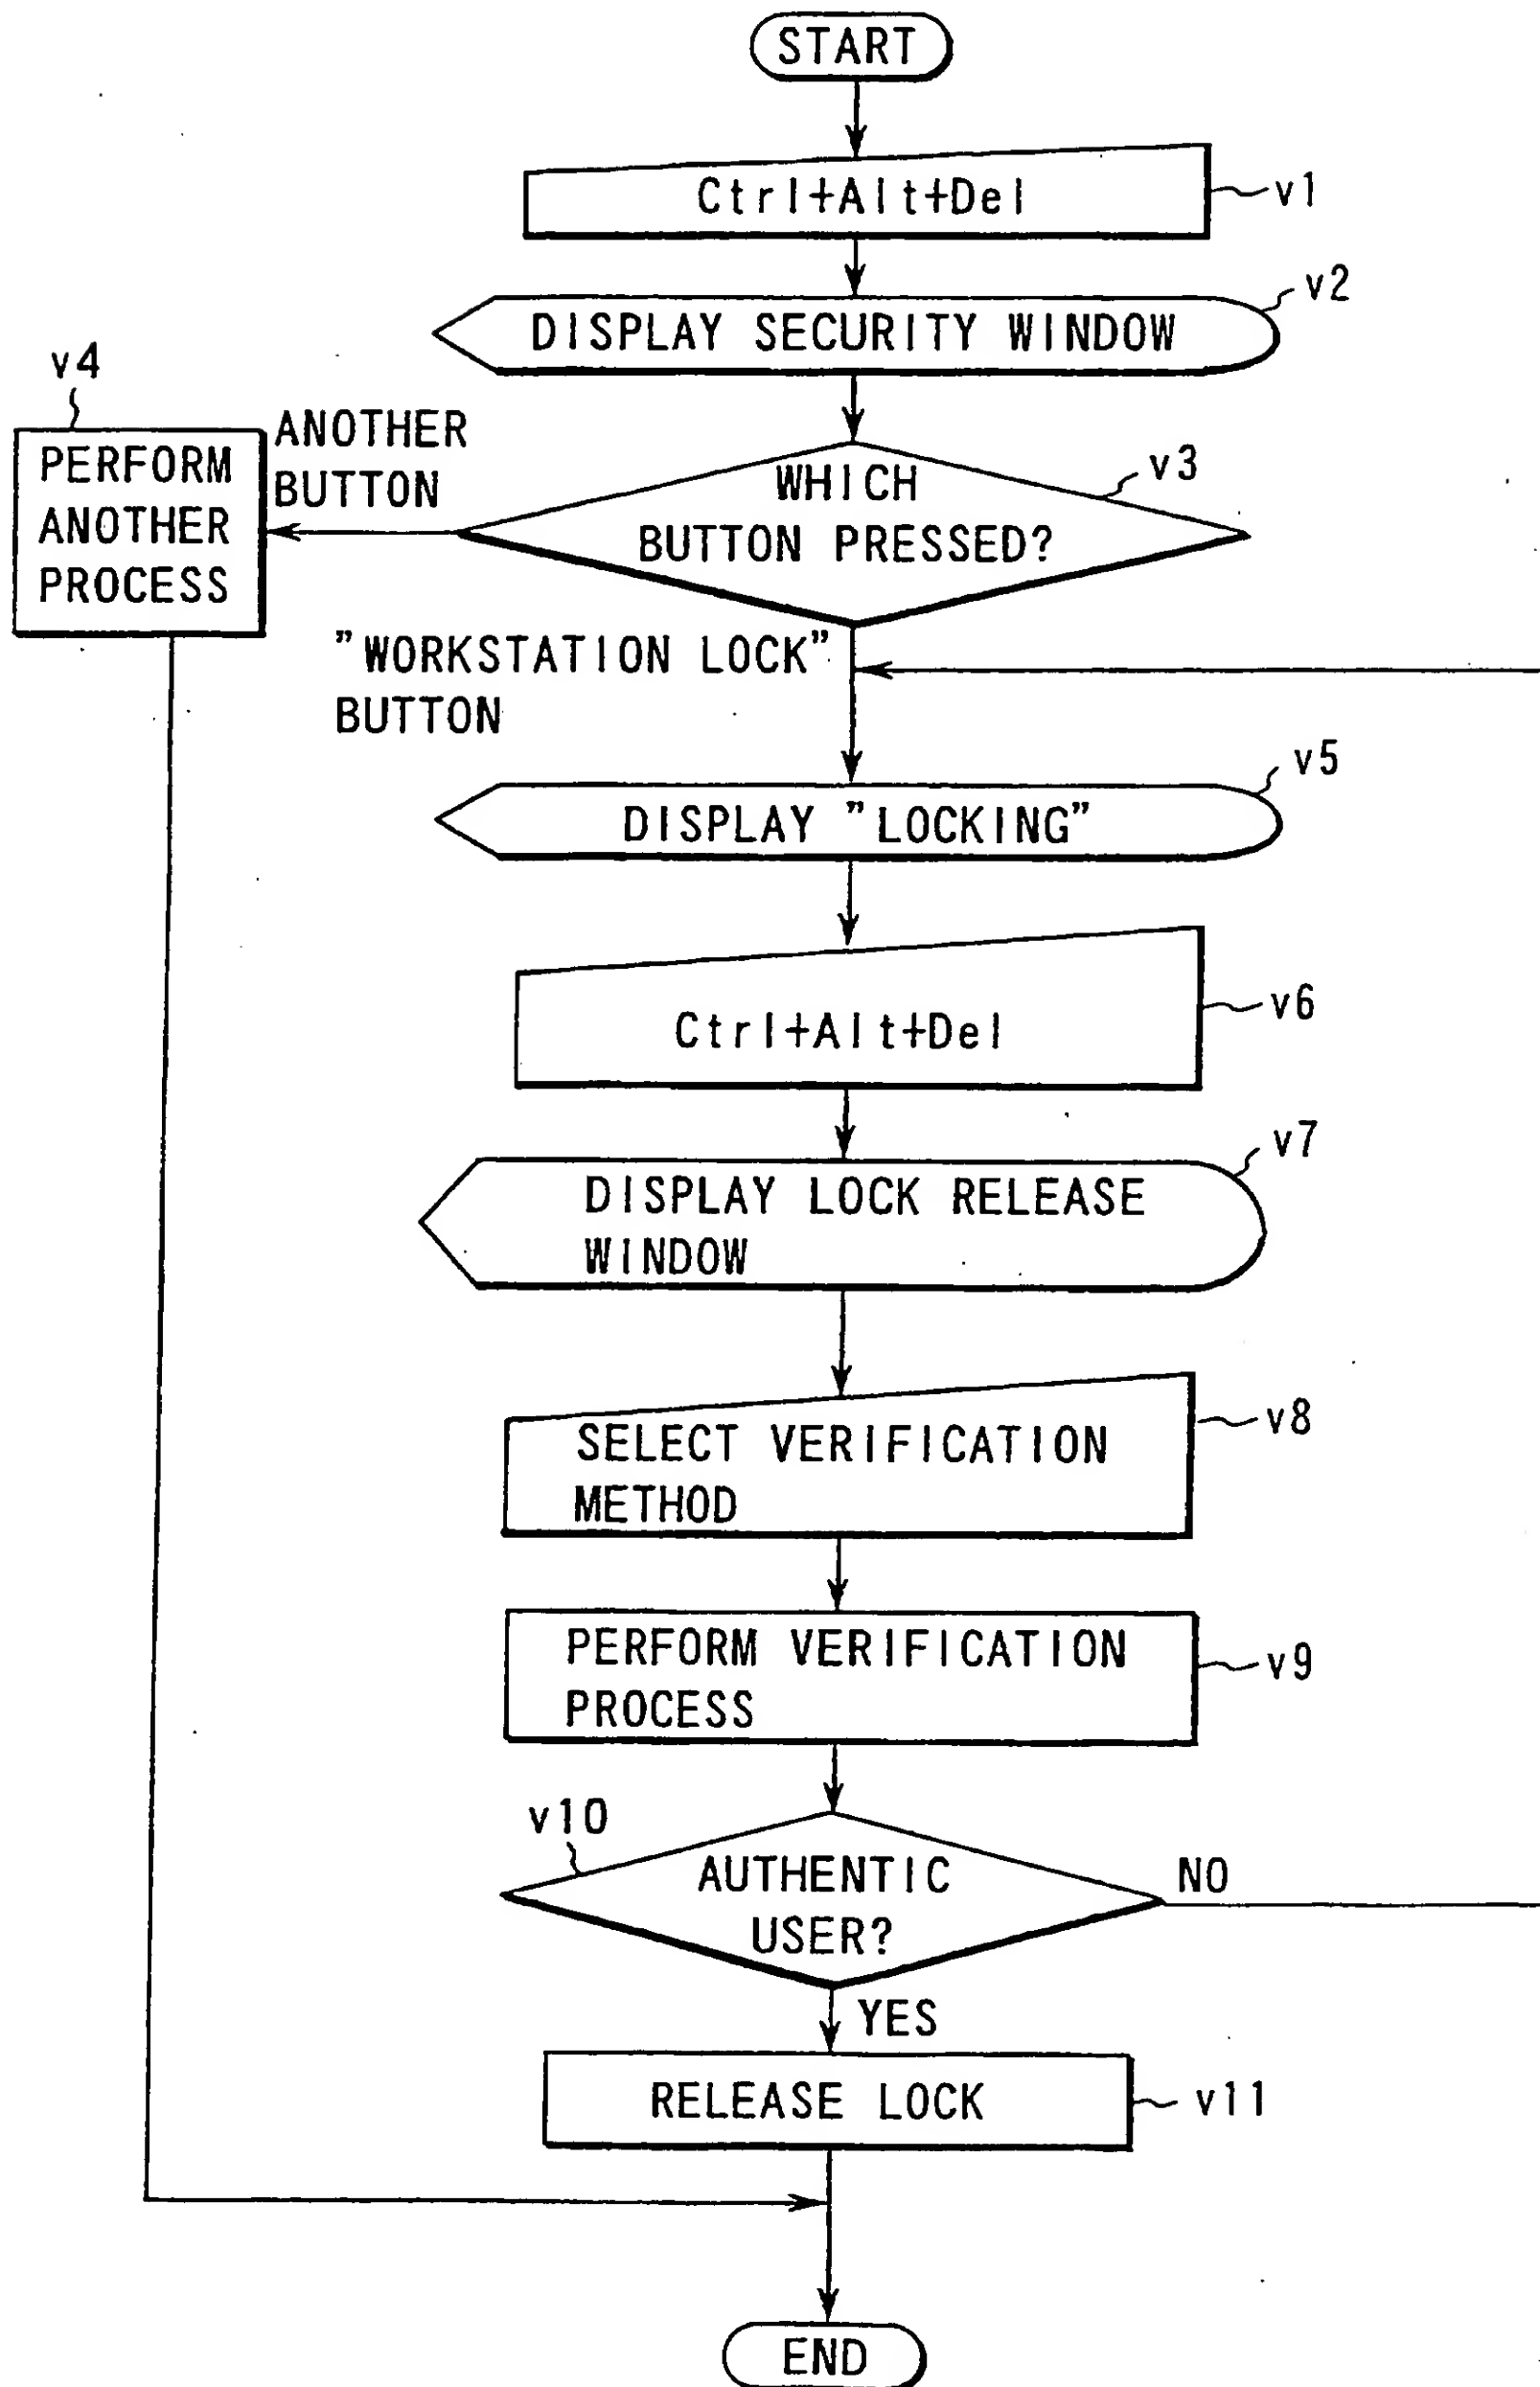 START
Ctrl+Alt+Del
v1
DISPLAY SECURITY WINDOW
v2
v4
PERFORM
ANOTHER
PROCESS
ANOTHER
BUTTON
WHICH
BUTTON PRESSED?
v3
"WORKSTATION LOCK"
BUTTON
DISPLAY "LOCKING"
v5
Ctrl+Alt+Del
v6
DISPLAY LOCK RELEASE
WINDOW
v7
SELECT VERIFICATION
METHOD
v8
PERFORM VERIFICATION
PROCESS
v9
v10
AUTHENTIC
USER?
NO
YES
RELEASE LOCK
v11
END